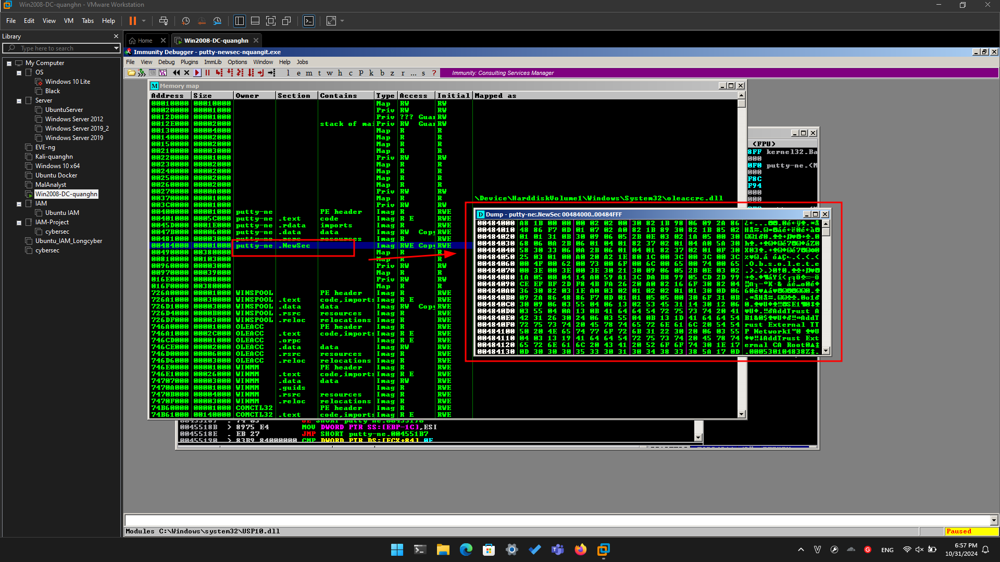 Win2008-DC-quanghn - VMware Workstation
File Edit View VM Tabs Help
Library
Type here to search
My Computer
OS
Windows 10 Lite
Black
Server
UbuntuServer
Windows Server 2012
Windows Server 2019_2
Windows Server 2019
EVE-ng
Kali-quanghn
Windows 10 x64
Ubuntu Docker
MalAnalyst
Win2008-DC-quanghn
IAM
Ubuntu IAM
IAM-Project
cybersec
Ubuntu_IAM_Longcyber
cybersec
Home Win2008-DC-quanghn
Immunity Debugger - putty-newsec-nquangit.exe
File View Debug Plugins ImmLib Options Window Help Jobs
l e m t w h c P k b z r ... s ? Immunity: Consulting Services Manager
Memory map
Address Size Owner Section Contains Type Access Initial Mapped as
00010000 00010000 Map RW RW
00020000 00001000 Priv RW RW
0012D000 00001000 Priv ??? Guar RW
0012E000 00002000 stack of mai Priv RW Guar RW
00130000 00004000 Map R R
00140000 00002000 Map R R
00150000 00002000 Map R R
00210000 00003000 Map R R
00220000 00001000 Priv RW RW
00230000 00002000 Map R R
00240000 00002000 Map R R
00250000 00002000 Map R R
00260000 00002000 Map R R
00270000 0000A000 Priv RW RW
00370000 00001000 Map R R \Device\HarddiskVolume1\Windows\System32\oleaccrc.dll
003C0000 00001000 Priv RW RW
00400000 00001000 putty-ne PE header Imag R RWE
00401000 0005C000 putty-ne .text code Imag R E RWE
0045D000 0001E000 putty-ne .rdata imports Imag R RWE
0047B000 00006000 putty-ne .data data Imag RW Copy RWE
00481000 00003000 putty-ne .rsrc resources Imag R RWE
00484000 00001000 putty-ne .NewSec Imag RWE Copy RWE
00490000 00380000 Map R R
00810000 00103000 Map R R
00960000 00003000 Priv RW RW
00970000 00039000 Map R R
016E0000 00008000 Priv RW RW
016F0000 00380000 Map R R
726A0000 00001000 WINSPOOL PE header Imag R RWE
726A1000 00030000 WINSPOOL .text code,imports Imag R E RWE
726D1000 00003000 WINSPOOL .data data Imag RW Copy RWE
726D4000 0000B000 WINSPOOL .rsrc resources Imag R RWE
726DF000 00003000 WINSPOOL .reloc relocations Imag R RWE
746A0000 00001000 OLEACC PE header Imag R RWE
746A1000 0002C000 OLEACC .text code,imports Imag R E RWE
746CD000 00001000 OLEACC .orpc Imag R E RWE
746CE000 00002000 OLEACC .data data Imag RW RWE
746D0000 00006000 OLEACC .rsrc resources Imag R RWE
746D6000 00003000 OLEACC .reloc relocations Imag R RWE
746E0000 00001000 WINMM PE header Imag R RWE
746E1000 00026000 WINMM .text code,imports Imag R E RWE
74707000 00003000 WINMM .data data Imag RW RWE
7470A000 00001000 WINMM .guids Imag R RWE
7470B000 00004000 WINMM .rsrc resources Imag R RWE
7470F000 00003000 WINMM .reloc relocations Imag R RWE
74B60000 00001000 COMCTL32 PE header Imag R RWE
74B61000 00140000 COMCTL32 .text code,imports Imag R E RWE
(FPU)
8FF kernel32.Ba
000
0F0 putty-ne.<M
000
F8C
F94
000
000
Dump - putty-ne:.NewSec 00484000..00484FFF
00484000 A8 1B 00 00 00 02 02 00 30 82 1B 98 06 09 2A 86
00484010 48 86 F7 0D 01 07 02 A0 82 1B 89 30 82 1B 85 02
00484020 01 01 31 0B 30 09 06 05 2B 0E 03 02 1A 05 00 30
00484030 68 06 0A 2B 06 01 04 01 82 37 02 01 04 A0 5A 30
00484040 58 30 33 06 0A 2B 06 01 04 01 82 37 02 01 0F 30
00484050 25 03 01 00 A0 20 A2 1E 80 1C 00 3C 00 3C 00 3C
00484060 00 4F 00 62 00 73 00 6F 00 6C 00 65 00 74 00 65 .O.b.s.o.l.e.t.e
00484070 00 3E 00 3E 00 3E 30 21 30 09 06 05 2B 0E 03 02
00484080 1A 05 00 04 14 A0 59 A1 3C DA B8 99 05 CD 2D 99
00484090 CE EF BF 2D F8 4B FA 26 20 A0 82 16 6F 30 82 04
004840A0 36 30 82 03 1E A0 03 02 01 02 02 01 01 30 0D 06
004840B0 09 2A 86 48 86 F7 0D 01 01 05 05 00 30 6F 31 0B
004840C0 30 09 06 03 55 04 06 13 02 53 45 31 14 30 12 06
004840D0 03 55 04 0A 13 0B 41 64 64 54 72 75 73 74 20 41
004840E0 42 31 26 30 24 06 03 55 04 0B 13 1D 41 64 64 54
004840F0 72 75 73 74 20 45 78 74 65 72 6E 61 6C 20 54 54 rust External TT
00484100 50 20 4E 65 74 77 6F 72 6B 31 22 30 20 06 03 55
00484110 04 03 13 19 41 64 64 54 72 75 73 74 20 45 78 74
00484120 65 72 6E 61 6C 20 43 41 20 52 6F 6F 74 30 1E 17
00484130 0D 30 30 30 35 33 30 31 30 34 38 33 38 5A 17 0D
0045518B > 8975 E4 MOV DWORD PTR SS:[EBP-1C],ESI
0045518E . EB 27 JMP SHORT putty-ne.004551B7
00455190 > 83B9 84000000 CMP DWORD PTR DS:[ECX+84],0F
Modules C:\Windows\system32\USP10.dll
Paused
ENG
6:57 PM
10/31/2024